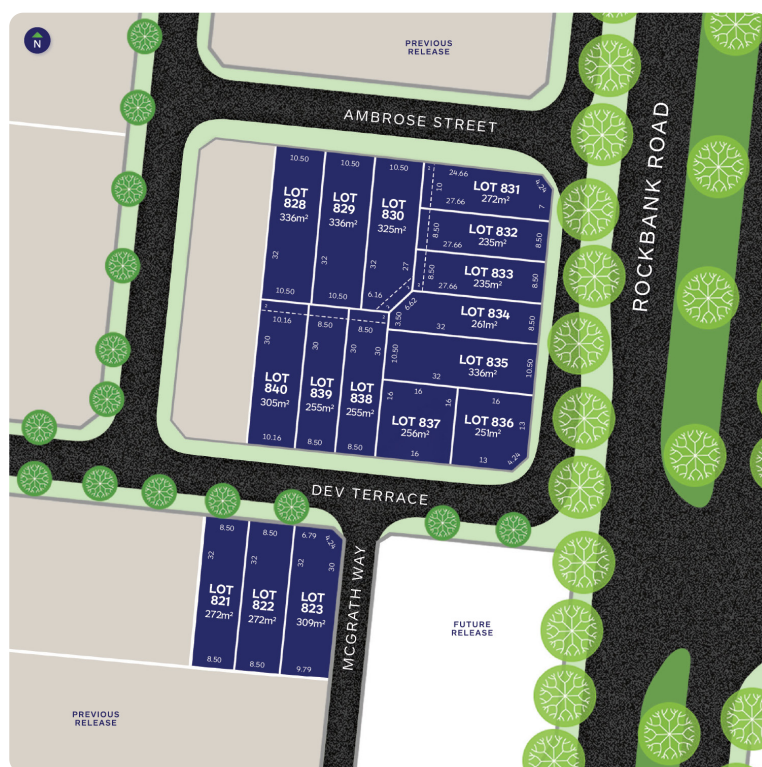 N
PREVIOUS
RELEASE
AMBROSE STREET
ROCKBANK ROAD
10.50
LOT
828
336m²
32
10.50
10.50
LOT
829
336m²
32
10.50
10.50
LOT
830
325m²
32
27
6.16
24.66
4.24
10
LOT 831
272m²
27.66
7
8.50
LOT 832
235m²
27.66
8.50
8.50
LOT 833
235m²
27.66
8.50
6.62
3.50
LOT 834
261m²
32
8.50
10.50
LOT 835
336m²
32
10.50
10.16
30
LOT
840
305m²
10.16
8.50
30
LOT
839
255m²
8.50
8.50
30
30
LOT
838
255m²
8.50
16
16
16
LOT 837
256m²
16
16
LOT 836
251m²
13
13
4.24
DEV TERRACE
8.50
32
LOT
821
272m²
8.50
8.50
32
LOT
822
272m²
8.50
6.79
4.24
32
30
LOT
823
309m²
9.79
MCGRATH WAY
FUTURE
RELEASE
PREVIOUS
RELEASE